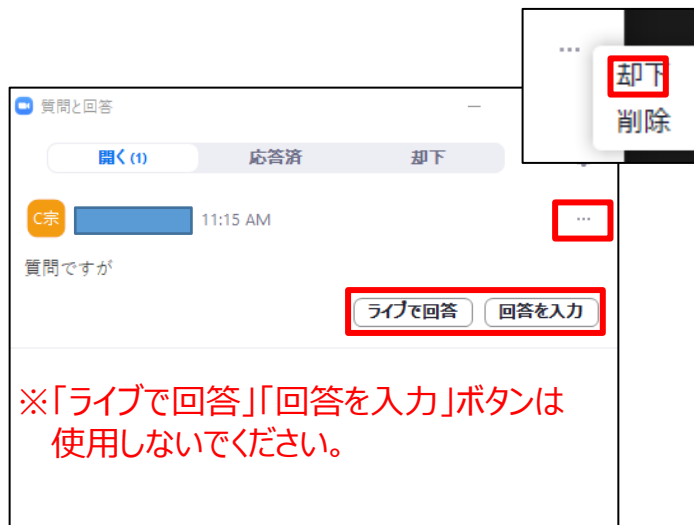 …
却下
削除
質問と回答
開く(1)
応答済
却下
C宗
11:15 AM
…
質問ですが
ライブで回答
回答を入力
※「ライブで回答」「回答を入力」ボタンは
使用しないでください。